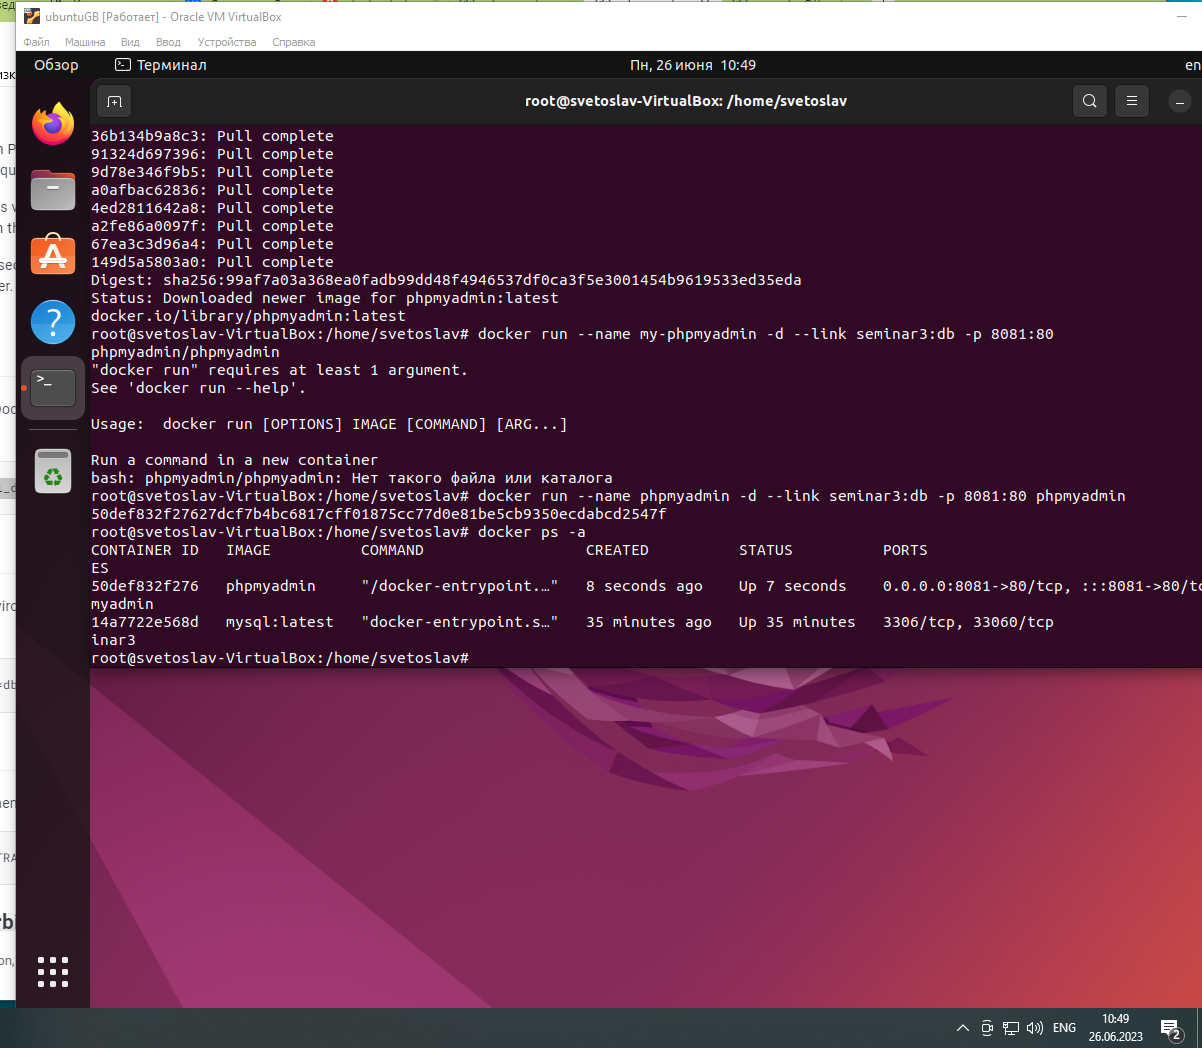 ubuntuGB [Работает] - Oracle VM VirtualBox
Файл Машина Вид Ввод Устройства Справка
Обзор Терминал Пн, 26 июня 10:49 en
root@svetoslav-VirtualBox: /home/svetoslav
36b134b9a8c3: Pull complete
91324d697396: Pull complete
9d78e346f9b5: Pull complete
a0afbac62836: Pull complete
4ed2811642a8: Pull complete
a2fe86a0097f: Pull complete
67ea3c3d96a4: Pull complete
149d5a5803a0: Pull complete
Digest: sha256:99af7a03a368ea0fadb99dd48f4946537df0ca3f5e3001454b9619533ed35eda
Status: Downloaded newer image for phpmyadmin:latest
docker.io/library/phpmyadmin:latest
root@svetoslav-VirtualBox:/home/svetoslav# docker run --name my-phpmyadmin -d --link seminar3:db -p 8081:80
phpmyadmin/phpmyadmin
"docker run" requires at least 1 argument.
See 'docker run --help'.
Usage:  docker run [OPTIONS] IMAGE [COMMAND] [ARG...]
Run a command in a new container
bash: phpmyadmin/phpmyadmin: Нет такого файла или каталога
root@svetoslav-VirtualBox:/home/svetoslav# docker run --name phpmyadmin -d --link seminar3:db -p 8081:80 phpmyadmin
50def832f27627dcf7b4bc6817cff01875cc77d0e81be5cb9350ecdabcd2547f
root@svetoslav-VirtualBox:/home/svetoslav# docker ps -a
CONTAINER ID   IMAGE          COMMAND                  CREATED          STATUS          PORTS
ES
50def832f276   phpmyadmin     "/docker-entrypoint.…"   8 seconds ago    Up 7 seconds    0.0.0.0:8081->80/tcp, :::8081->80/tc
myadmin
14a7722e568d   mysql:latest   "docker-entrypoint.s…"   35 minutes ago   Up 35 minutes   3306/tcp, 33060/tcp
inar3
root@svetoslav-VirtualBox:/home/svetoslav#
ENG
10:49
26.06.2023
2